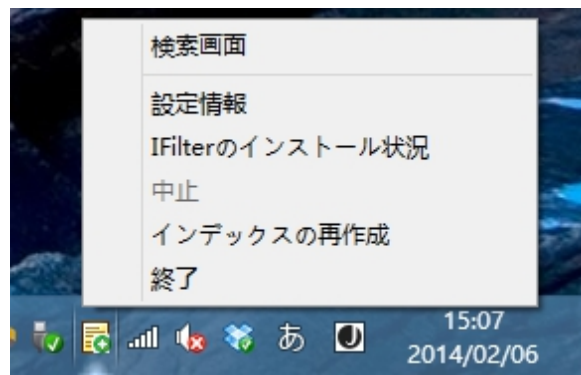 検索画面
設定情報
IFilterのインストール状況
中止
インデックスの再作成
終了
あ
15:07
2014/02/06